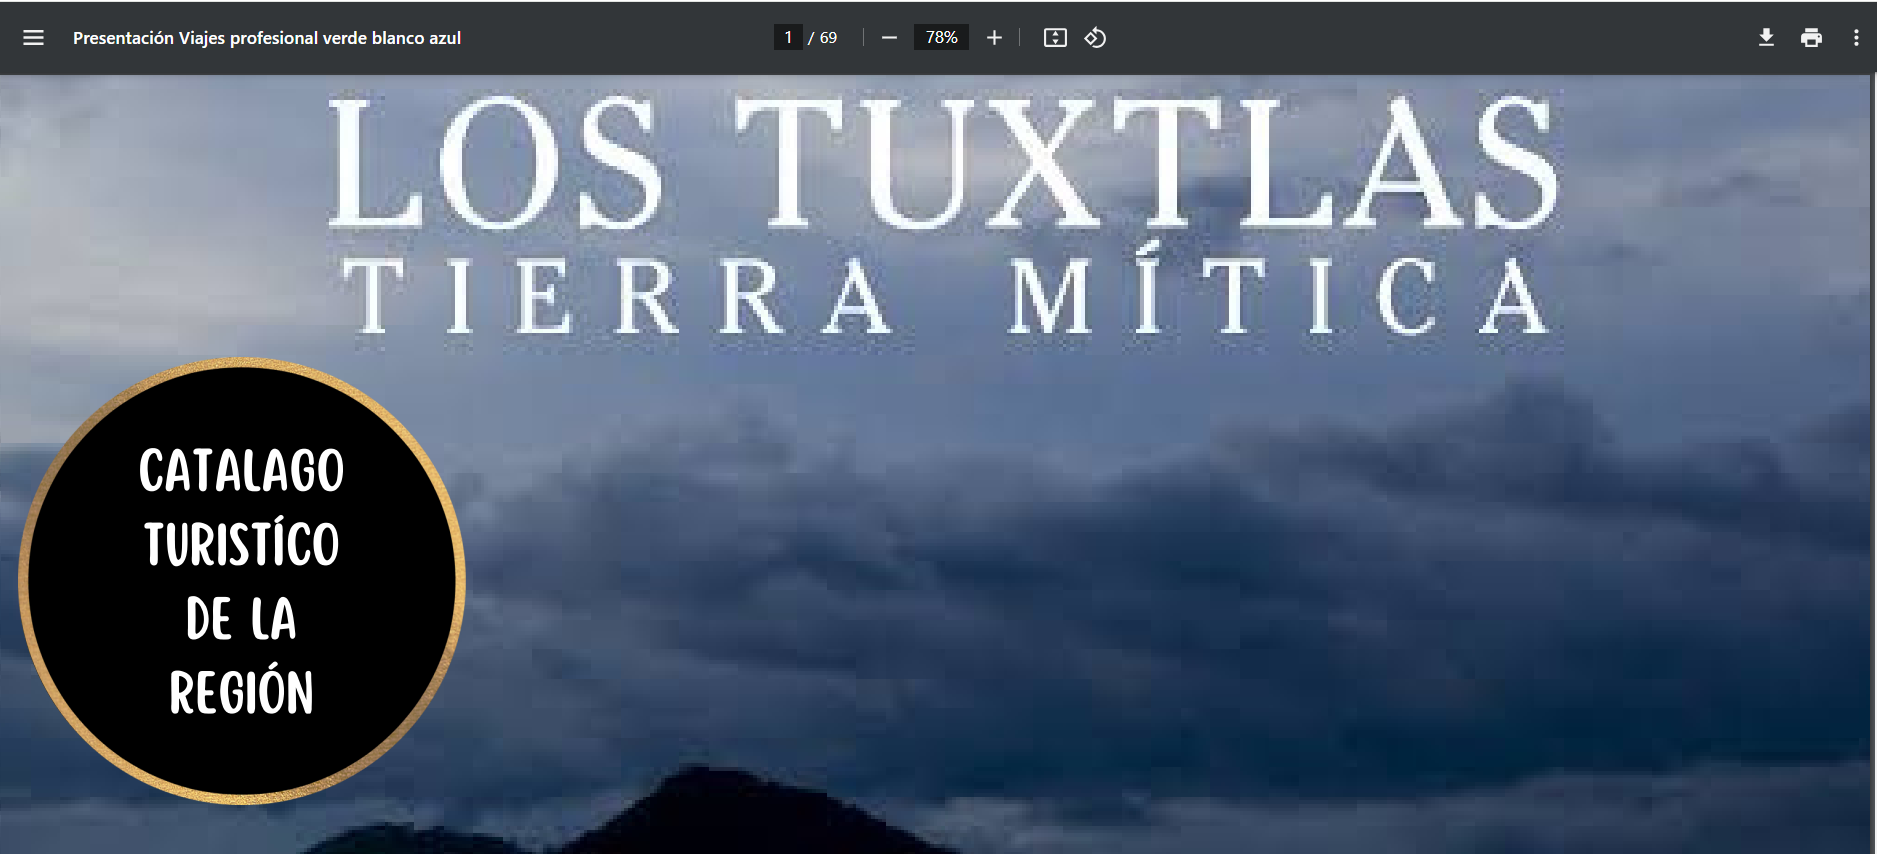 Presentación Viajes profesional verde blanco azul
1 / 69
78%
LOS TUXTLAS
TIERRA MÍTICA
CATALAGO
TURISTÍCO
DE LA
REGIÓN